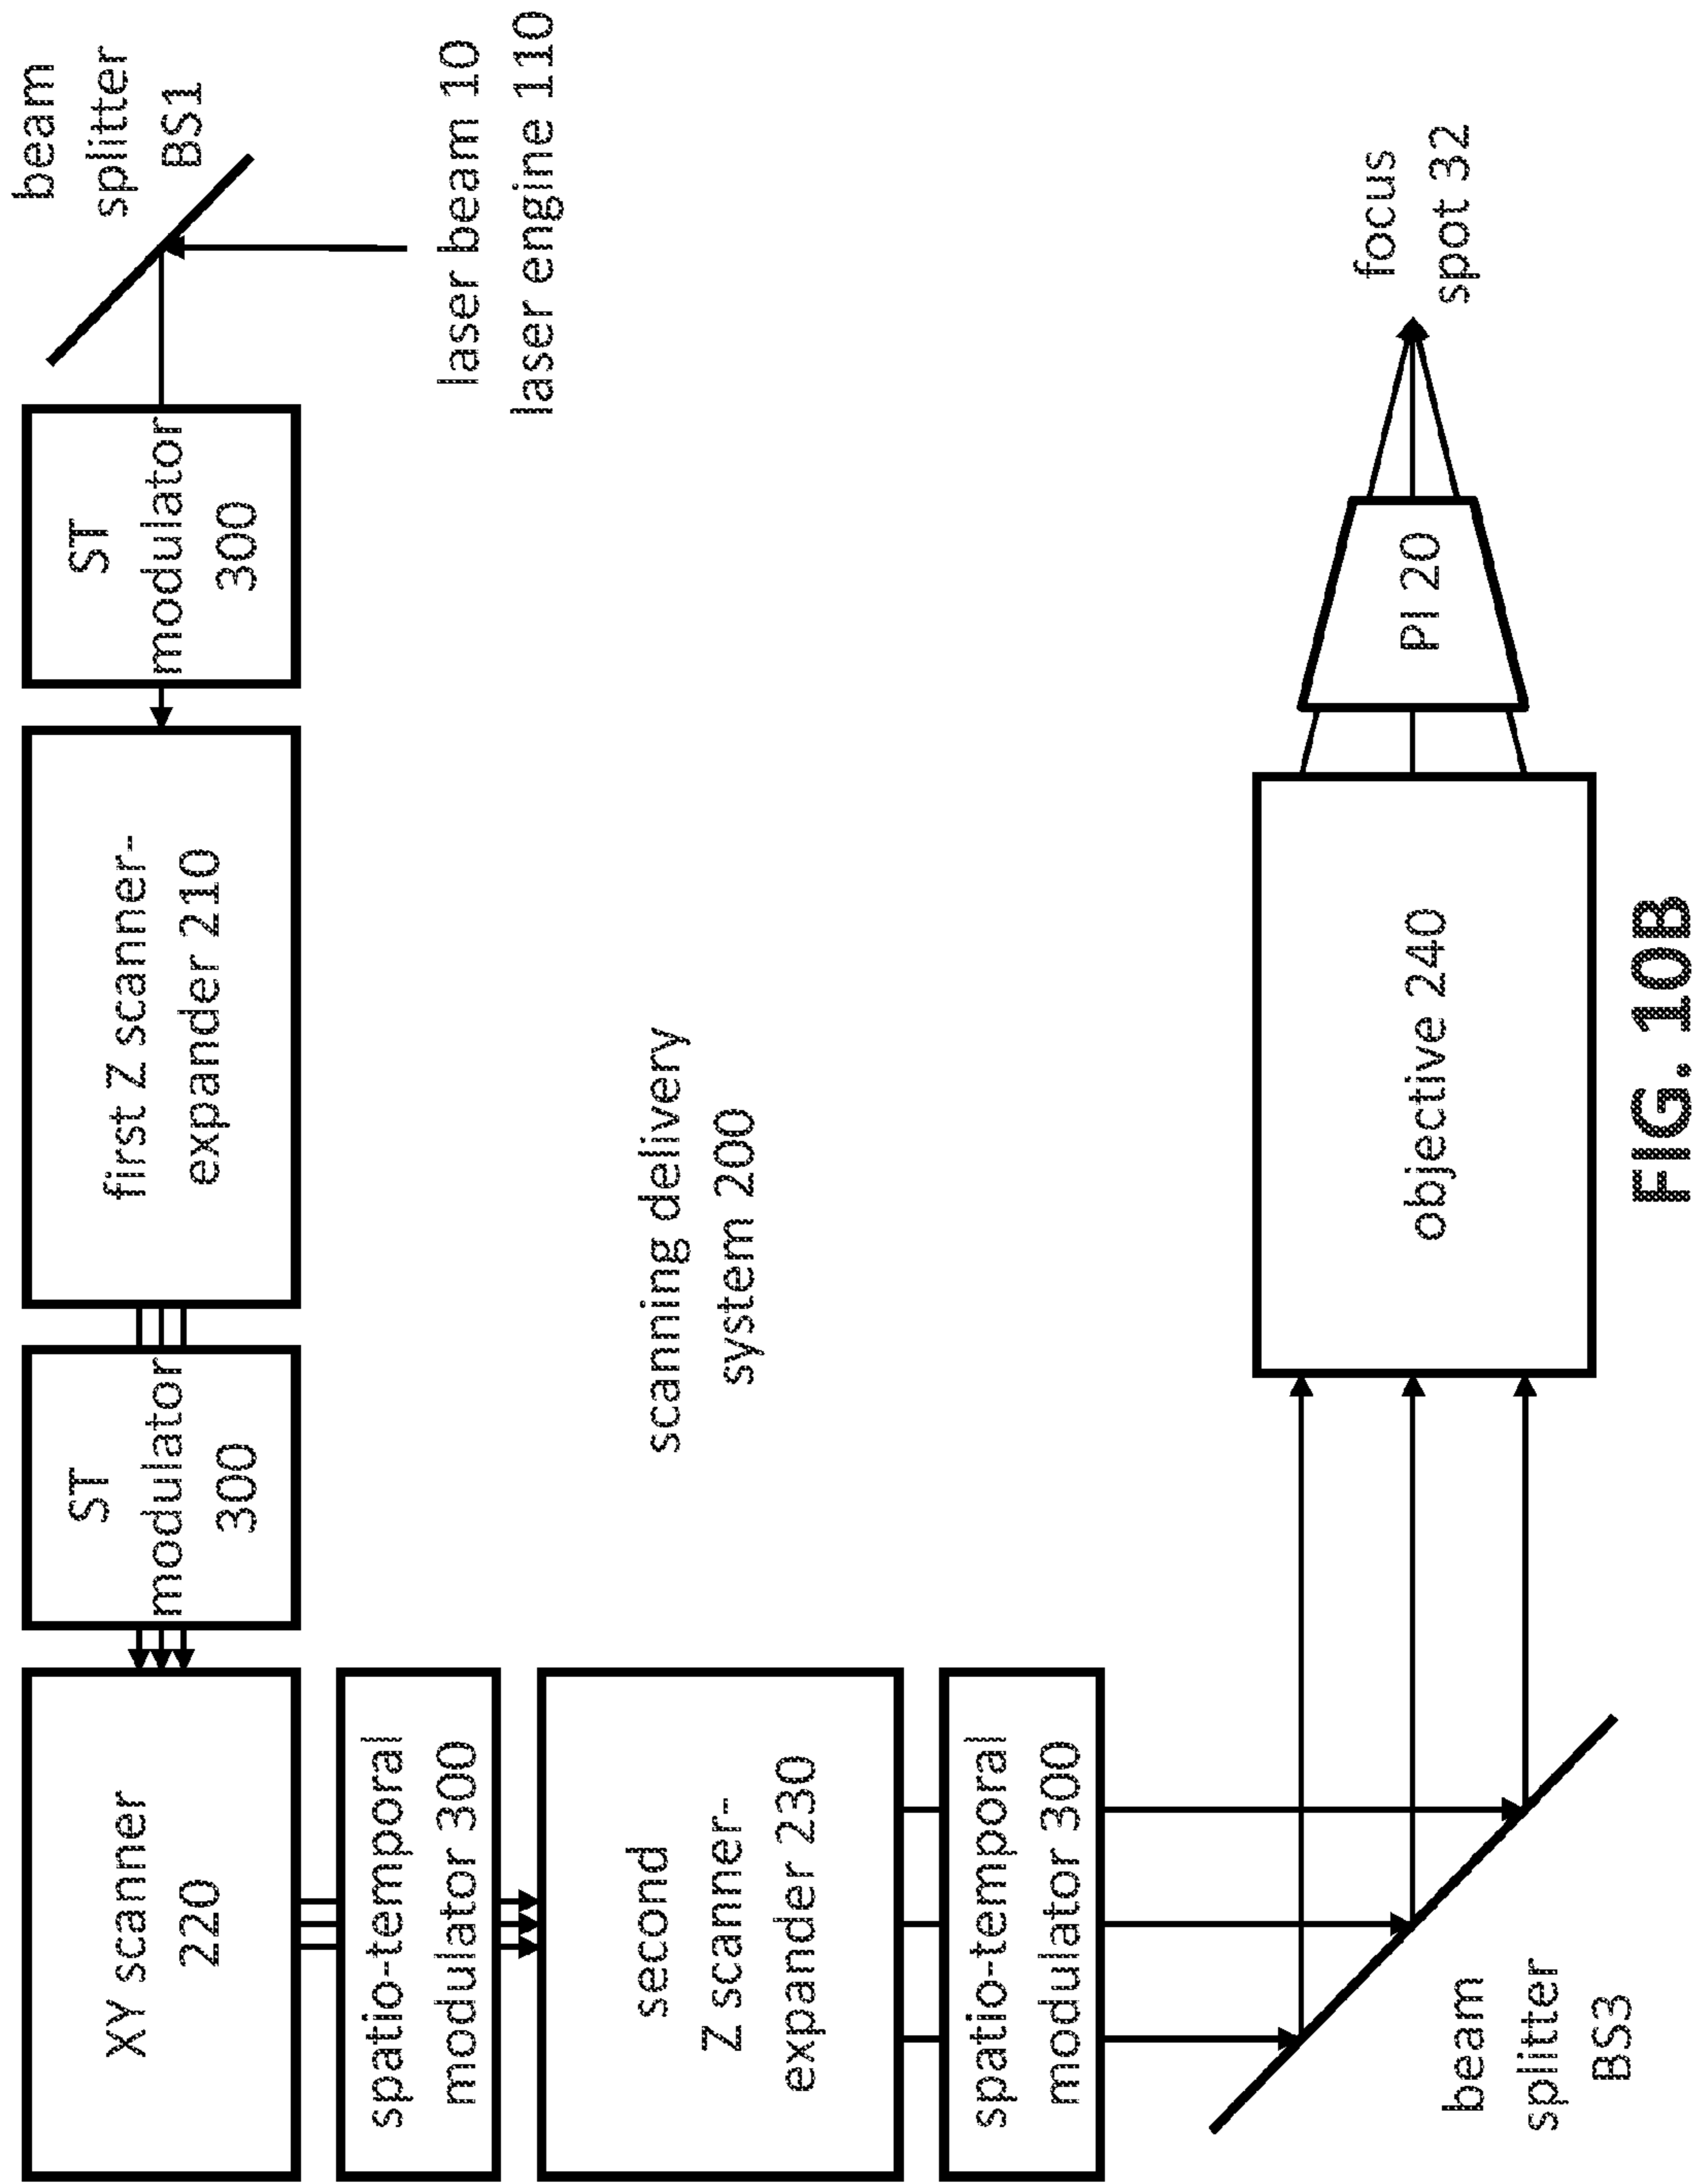 XY scanner
220
ST
modulator
300
first Z scanner-
expander 210
ST
modulator
300
beam
splitter
BS1
spatio-temporal
modulator 300
laser beam 10
laser engine 110
second
Z scanner-
expander 230
scanning delivery
system 200
spatio-temporal
modulator 300
beam
splitter
BS3
objective 240
PI 20
focus
spot 32
FIG. 10B